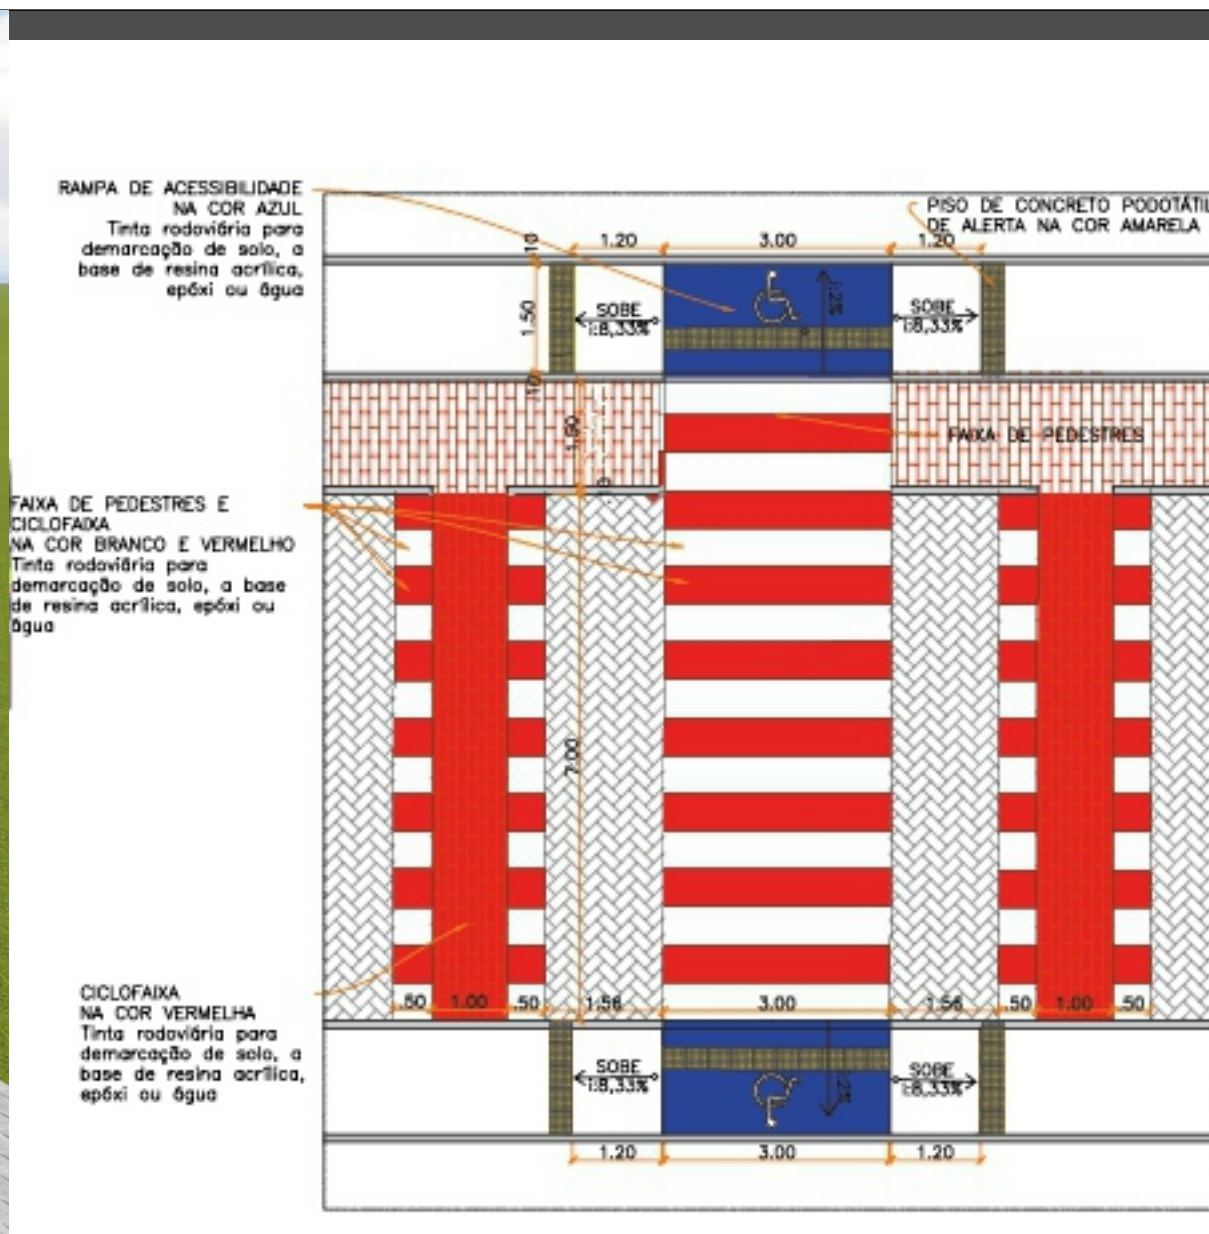 RAMPA DE ACESSIBILIDADE
NA COR AZUL
Tinta rodoviária para
demarcação de solo, a
base de resina acrílica,
epóxi ou água
PISO DE CONCRETO PODOTÁTIL
DE ALERTA NA COR AMARELA
.10
1.20
3.00
1.20
1.50
SOBE
i:8,33%
i:2%
SOBE
i:8,33%
.10
FAIXA DE PEDESTRES
.10
FAIXA DE PEDESTRES E
CICLOFAIXA
NA COR BRANCO E VERMELHO
Tinta rodoviária para
demarcação de solo, a base
de resina acrílica, epóxi ou
água
7.00
CICLOFAIXA
NA COR VERMELHA
Tinta rodoviária para
demarcação de solo, a
base de resina acrílica,
epóxi ou água
.50
1.00
.50
1.56
3.00
1.56
.50
1.00
.50
SOBE
i:8,33%
i:2%
SOBE
i:8,33%
1.20
3.00
1.20